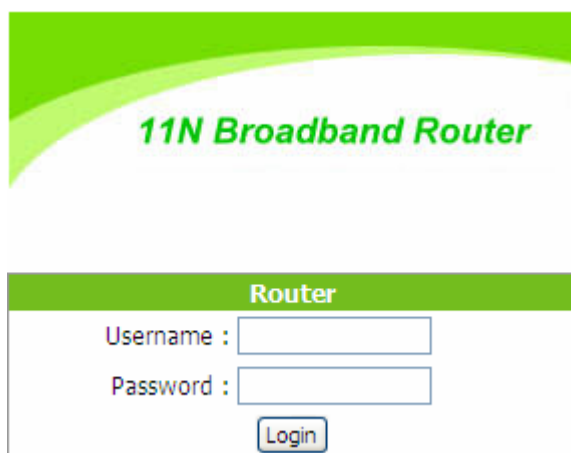 11N Broadband Router
Router
Username :
Password :
Login